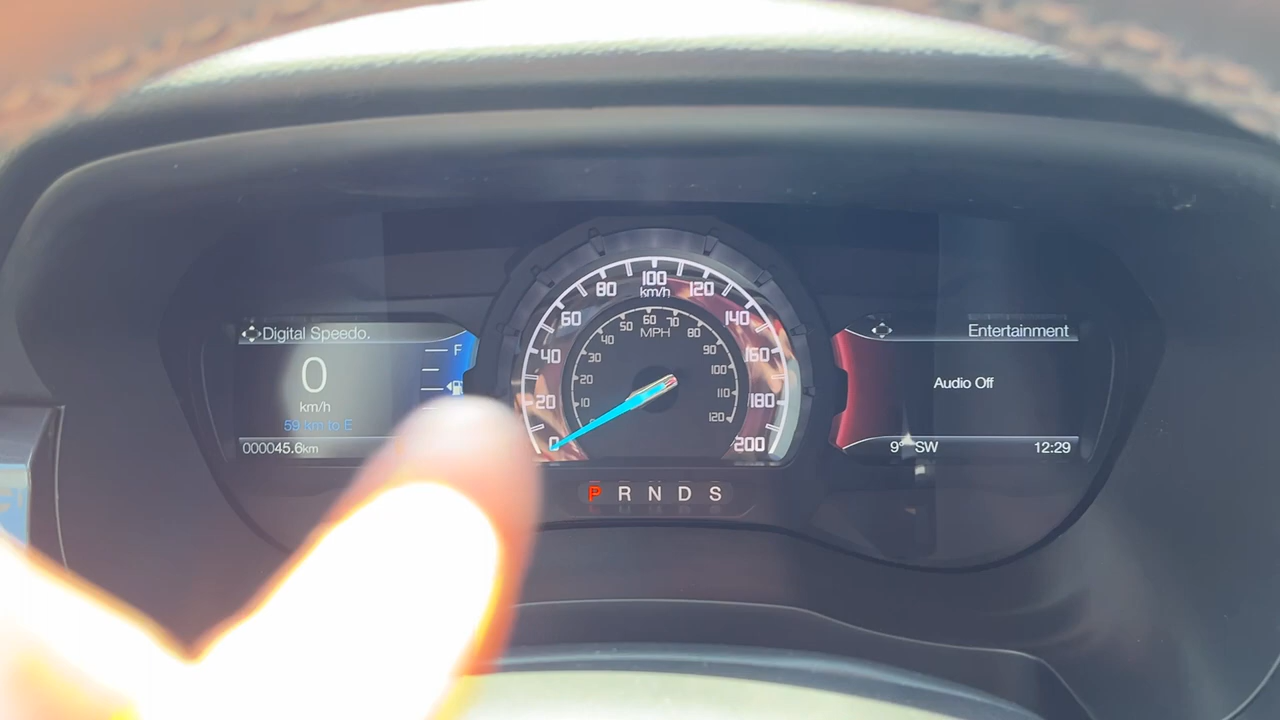 Digital Speedo.
F
0
km/h
59 km to E
000045.6km
0
20
40
60
80
100
120
140
160
180
200
km/h
MPH
10
20
30
40
50
60
70
80
90
100
110
120
P R N D S
Entertainment
Audio Off
SW
12:29